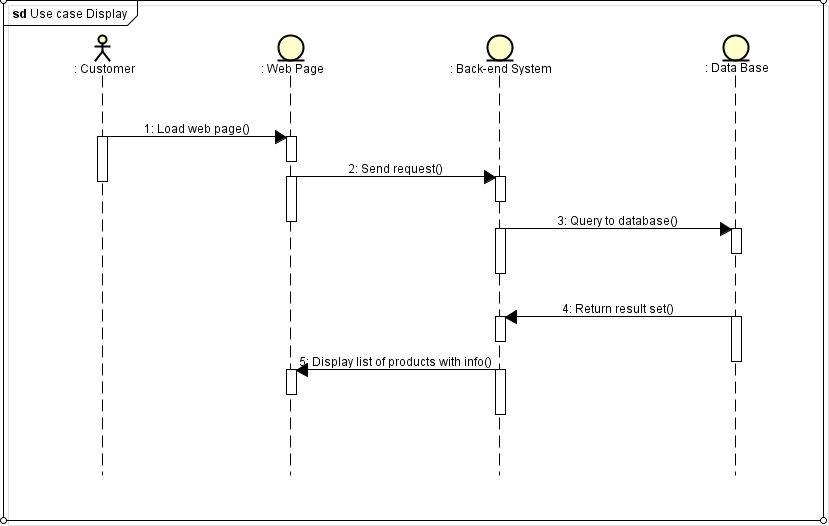 sd Use case Display
: Customer
: Web Page
: Back-end System
: Data Base
1: Load web page()
2: Send request()
3: Query to database()
4: Return result set()
5: Display list of products with info()